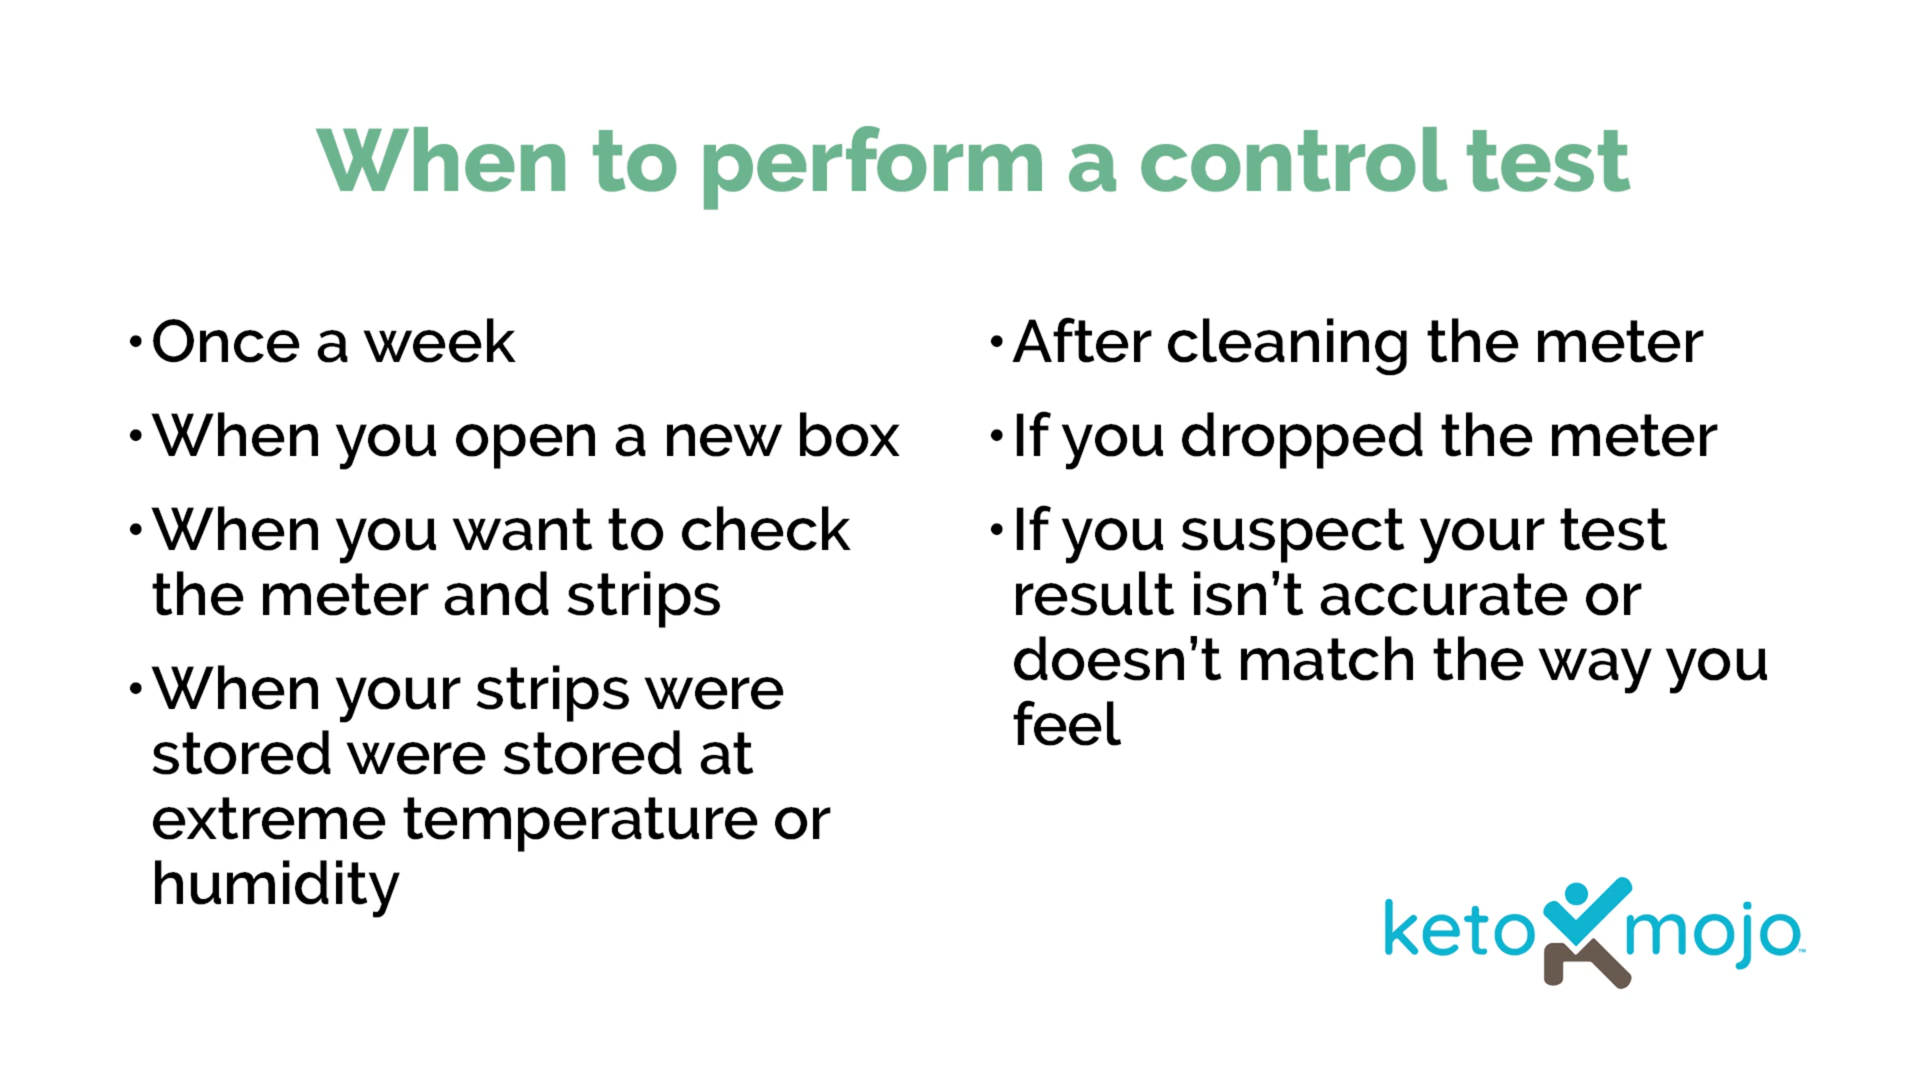 When to perform a control test
• Once a week
• When you open a new box
• When you want to check
the meter and strips
• When your strips were
stored were stored at
extreme temperature or
humidity
• After cleaning the meter
• If you dropped the meter
• If you suspect your test
result isn’t accurate or
doesn’t match the way you
feel
keto mojo™